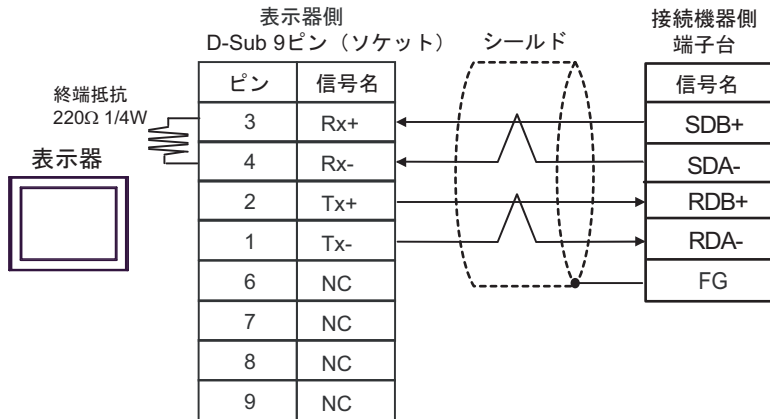 表示器側
D-Sub 9ピン（ソケット）
シールド
接続機器側
端子台
ピン 信号名
信号名
終端抵抗
220Ω 1/4W
表示器
3 Rx+ SDB+
4 Rx- SDA-
2 Tx+ RDB+
1 Tx- RDA-
6 NC FG
7 NC
8 NC
9 NC